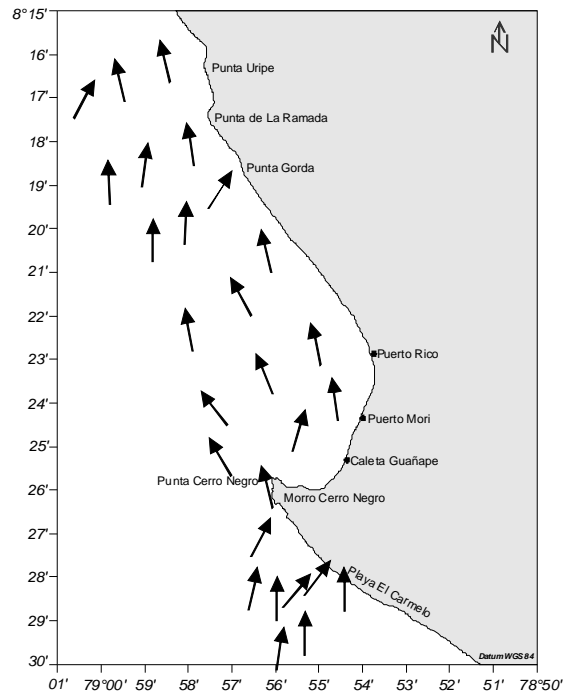 8°15'
N
16'
Punta Uripe
17'
Punta de La Ramada
18'
Punta Gorda
19'
20'
21'
22'
23'
Puerto Rico
24'
Puerto Mori
25'
Caleta Guañape
Punta Cerro Negro
26'
Morro Cerro Negro
27'
28'
Playa El Carmelo
29'
30'
Datum WGS 84
01' 79°00' 59' 58' 57' 56' 55' 54' 53' 52' 51' 78°50'